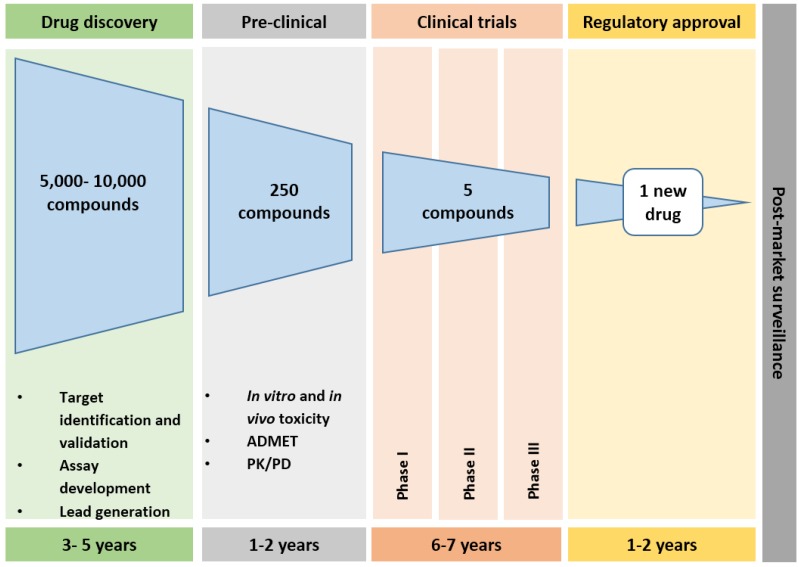 Drug discovery
Pre-clinical
Clinical trials
Regulatory approval
5,000- 10,000
compounds
250
compounds
5
compounds
1 new
drug
• Target
identification and
validation
• Assay
development
• Lead generation
• In vitro and in
vivo toxicity
• ADMET
• PK/PD
Phase I
Phase II
Phase III
3- 5 years
1-2 years
6-7 years
1-2 years
Post-market surveillance